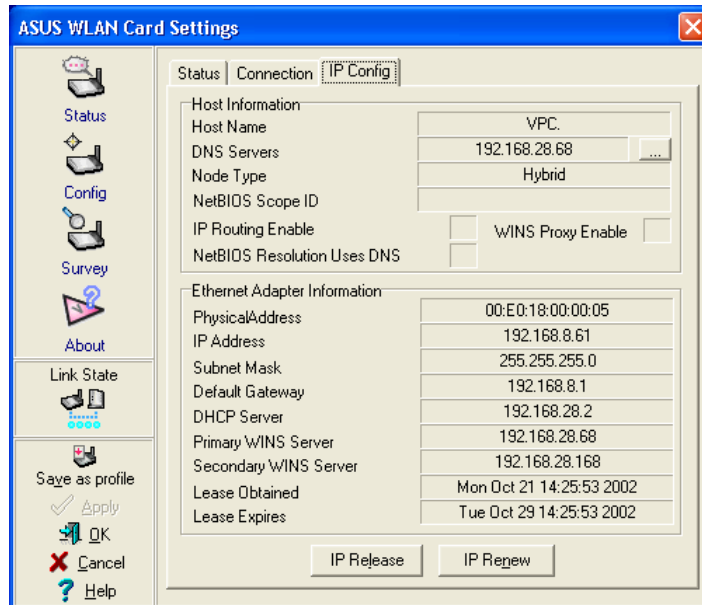 ASUS WLAN Card Settings
Status
Config
Survey
About
Link State
Save as profile
Apply
OK
Cancel
Help
Status Connection IP Config
Host Information
Host Name VPC.
DNS Servers 192.168.28.68 ...
Node Type Hybrid
NetBIOS Scope ID
IP Routing Enable WINS Proxy Enable
NetBIOS Resolution Uses DNS
Ethernet Adapter Information
PhysicalAddress 00:E0:18:00:00:05
IP Address 192.168.8.61
Subnet Mask 255.255.255.0
Default Gateway 192.168.8.1
DHCP Server 192.168.28.2
Primary WINS Server 192.168.28.68
Secondary WINS Server 192.168.28.168
Lease Obtained Mon Oct 21 14:25:53 2002
Lease Expires Tue Oct 29 14:25:53 2002
IP Release IP Renew